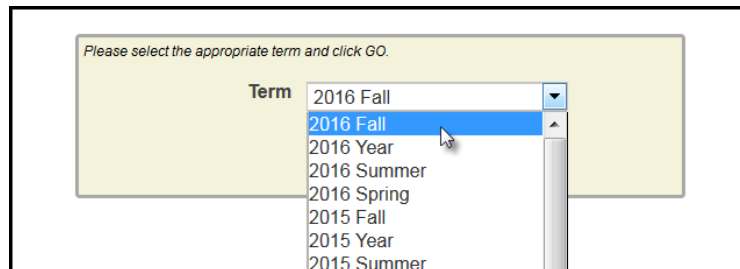 Please select the appropriate term and click GO.
Term 2016 Fall
2016 Fall
2016 Year
2016 Summer
2016 Spring
2015 Fall
2015 Year
2015 Summer